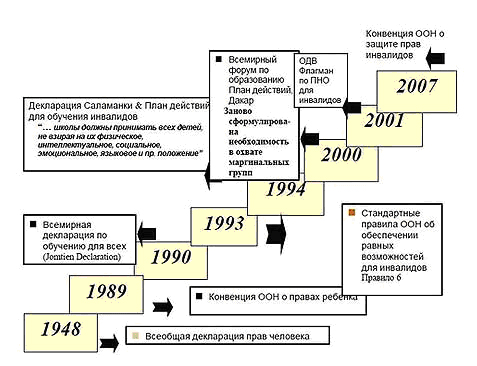 Конвенция ООН о
защите прав
инвалидов
2007
ОДВ
Флагман
по ПНО
для
инвалидов
2001
Всемирный
форум по
образованию
План действий,
Дакар
Заново
сформулирова-
на
необходимость
в охвате
маргинальных
групп
2000
Декларация Саламанки & План действий
для обучения инвалидов
“… школы должны принимать всех детей,
не взирая на их физическое,
интеллектуальное, социальное,
эмоциональное, языковое и пр. положение”
1994
1993
Стандартные
правила ООН об
обеспечении
равных
возможностей
для инвалидов
Правило 6
Всемирная
декларация по
обучению для всех
(Jomtien Declaration)
1990
1989
Конвенция ООН о правах ребенка
1948
Всеобщая декларация прав человека